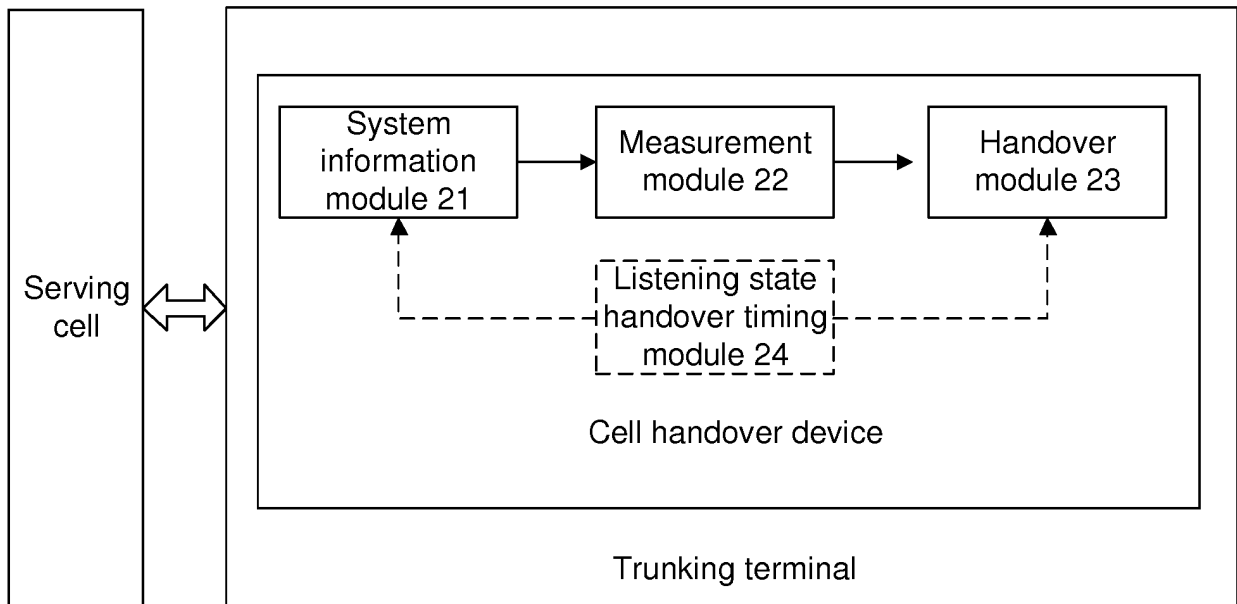 System
information
module 21
Measurement
module 22
Handover
module 23
Serving
cell
Listening state
handover timing
module 24
Cell handover device
Trunking terminal